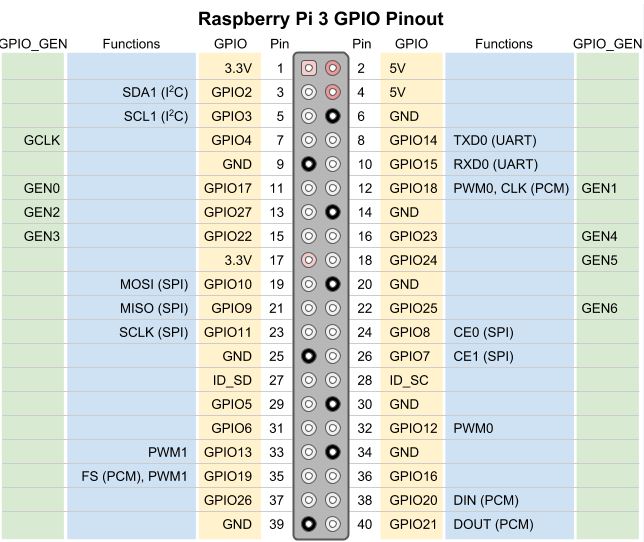 Raspberry Pi 3 GPIO Pinout
GPIO_GEN Functions GPIO Pin Pin GPIO Functions GPIO_GEN
3.3V 1 2 5V
SDA1 (I²C) GPIO2 3 4 5V
SCL1 (I²C) GPIO3 5 6 GND
GCLK GPIO4 7 8 GPIO14 TXD0 (UART)
GND 9 10 GPIO15 RXD0 (UART)
GEN0 GPIO17 11 12 GPIO18 PWM0, CLK (PCM) GEN1
GEN2 GPIO27 13 14 GND
GEN3 GPIO22 15 16 GPIO23 GEN4
3.3V 17 18 GPIO24 GEN5
MOSI (SPI) GPIO10 19 20 GND
MISO (SPI) GPIO9 21 22 GPIO25 GEN6
SCLK (SPI) GPIO11 23 24 GPIO8 CE0 (SPI)
GND 25 26 GPIO7 CE1 (SPI)
ID_SD 27 28 ID_SC
GPIO5 29 30 GND
GPIO6 31 32 GPIO12 PWM0
PWM1 GPIO13 33 34 GND
FS (PCM), PWM1 GPIO19 35 36 GPIO16
GPIO26 37 38 GPIO20 DIN (PCM)
GND 39 40 GPIO21 DOUT (PCM)